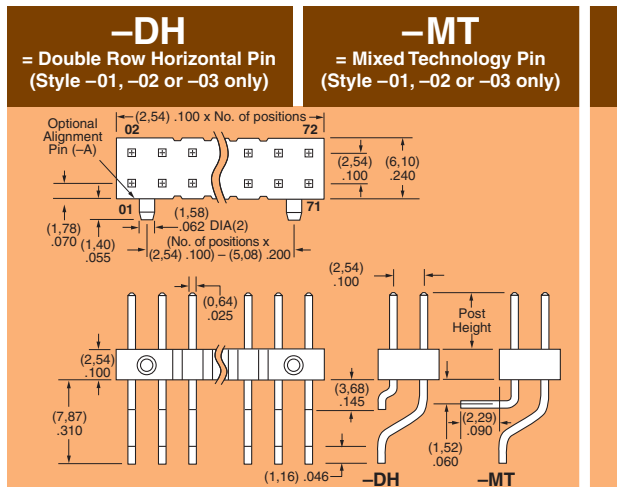 –DH
= Double Row Horizontal Pin
(Style –01, –02 or –03 only)
–MT
= Mixed Technology Pin
(Style –01, –02 or –03 only)
(2,54) .100 x No. of positions
Optional
Alignment
Pin (–A)
02
72
(2,54)
.100
(6,10)
.240
01
71
(1,58)
.062 DIA(2)
(1,78)
.070
(1,40)
.055
(No. of positions x
(2,54) .100) – (5,08) .200
(2,54)
.100
(0,64)
.025
Post
Height
(2,54)
.100
(3,68)
.145
(7,87)
.310
(2,29)
.090
(1,52)
.060
(1,16) .046
–DH
–MT